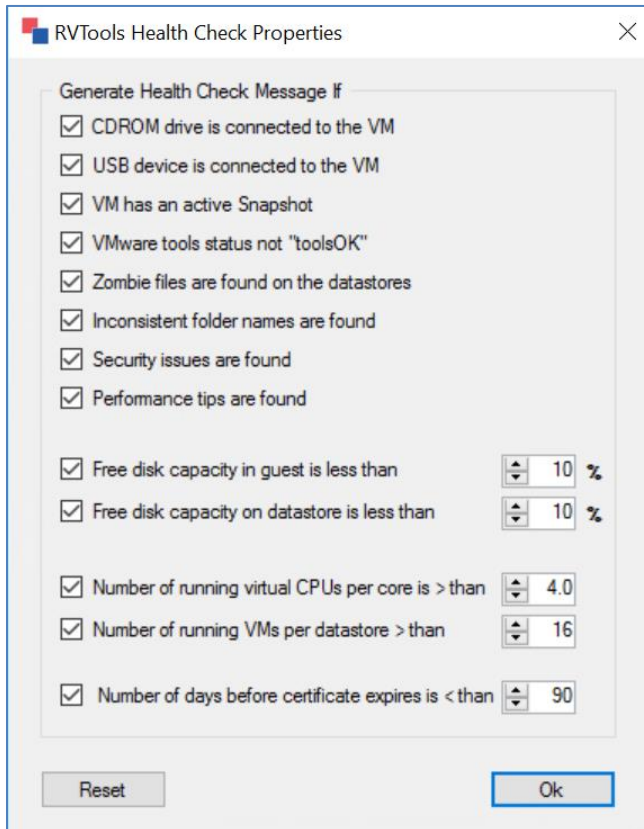 RVTools Health Check Properties
Generate Health Check Message If
CDROM drive is connected to the VM
USB device is connected to the VM
VM has an active Snapshot
VMware tools status not "toolsOK"
Zombie files are found on the datastores
Inconsistent folder names are found
Security issues are found
Performance tips are found
Free disk capacity in guest is less than 10 %
Free disk capacity on datastore is less than 10 %
Number of running virtual CPUs per core is > than 4.0
Number of running VMs per datastore > than 16
Number of days before certificate expires is < than 90
Reset Ok